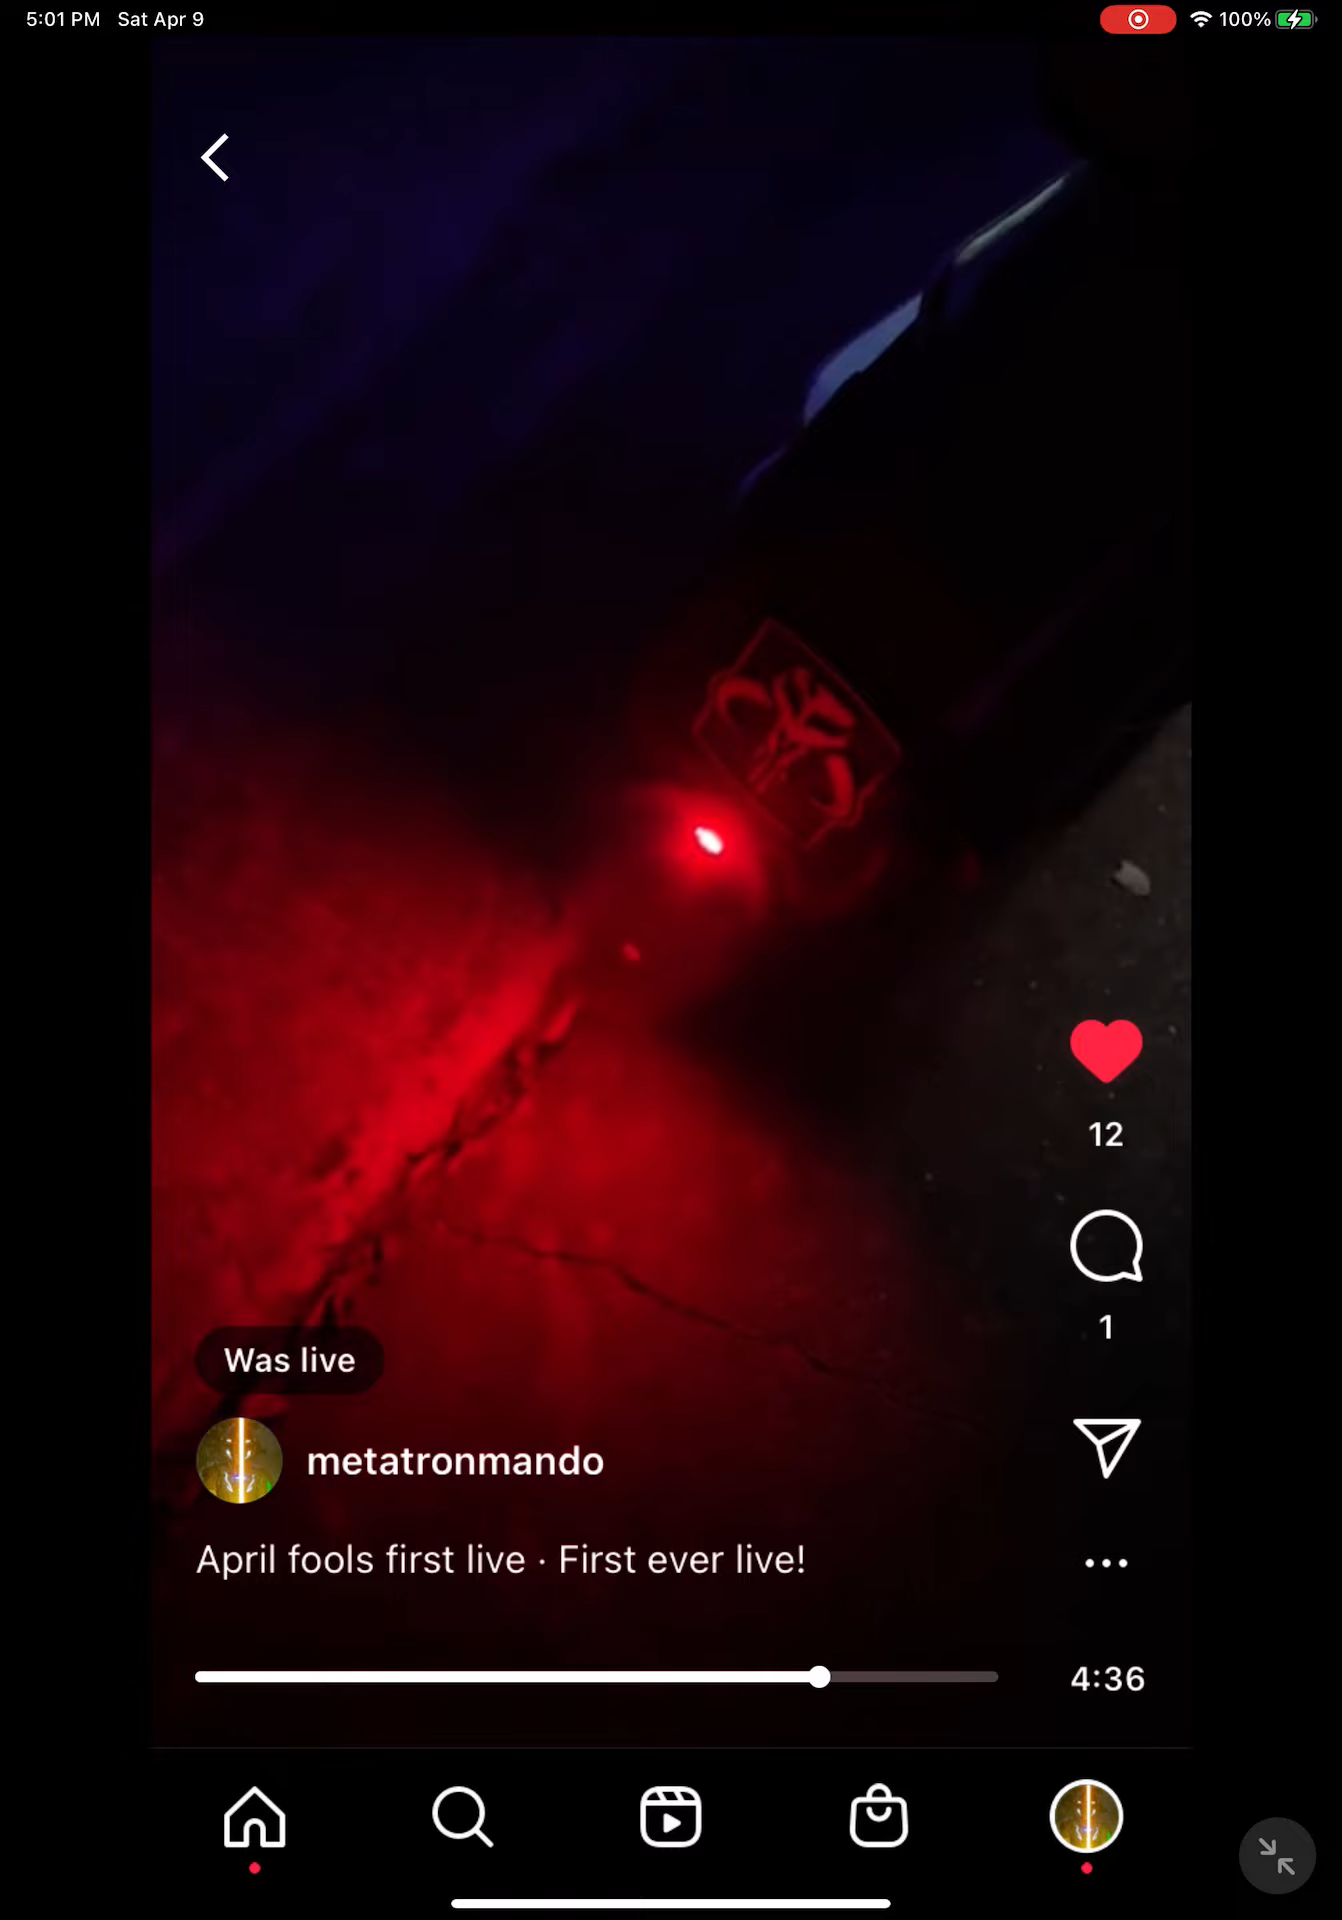 5:01 PM Sat Apr 9
100%
12
1
Was live
metatronmando
April fools first live · First ever live!
4:36